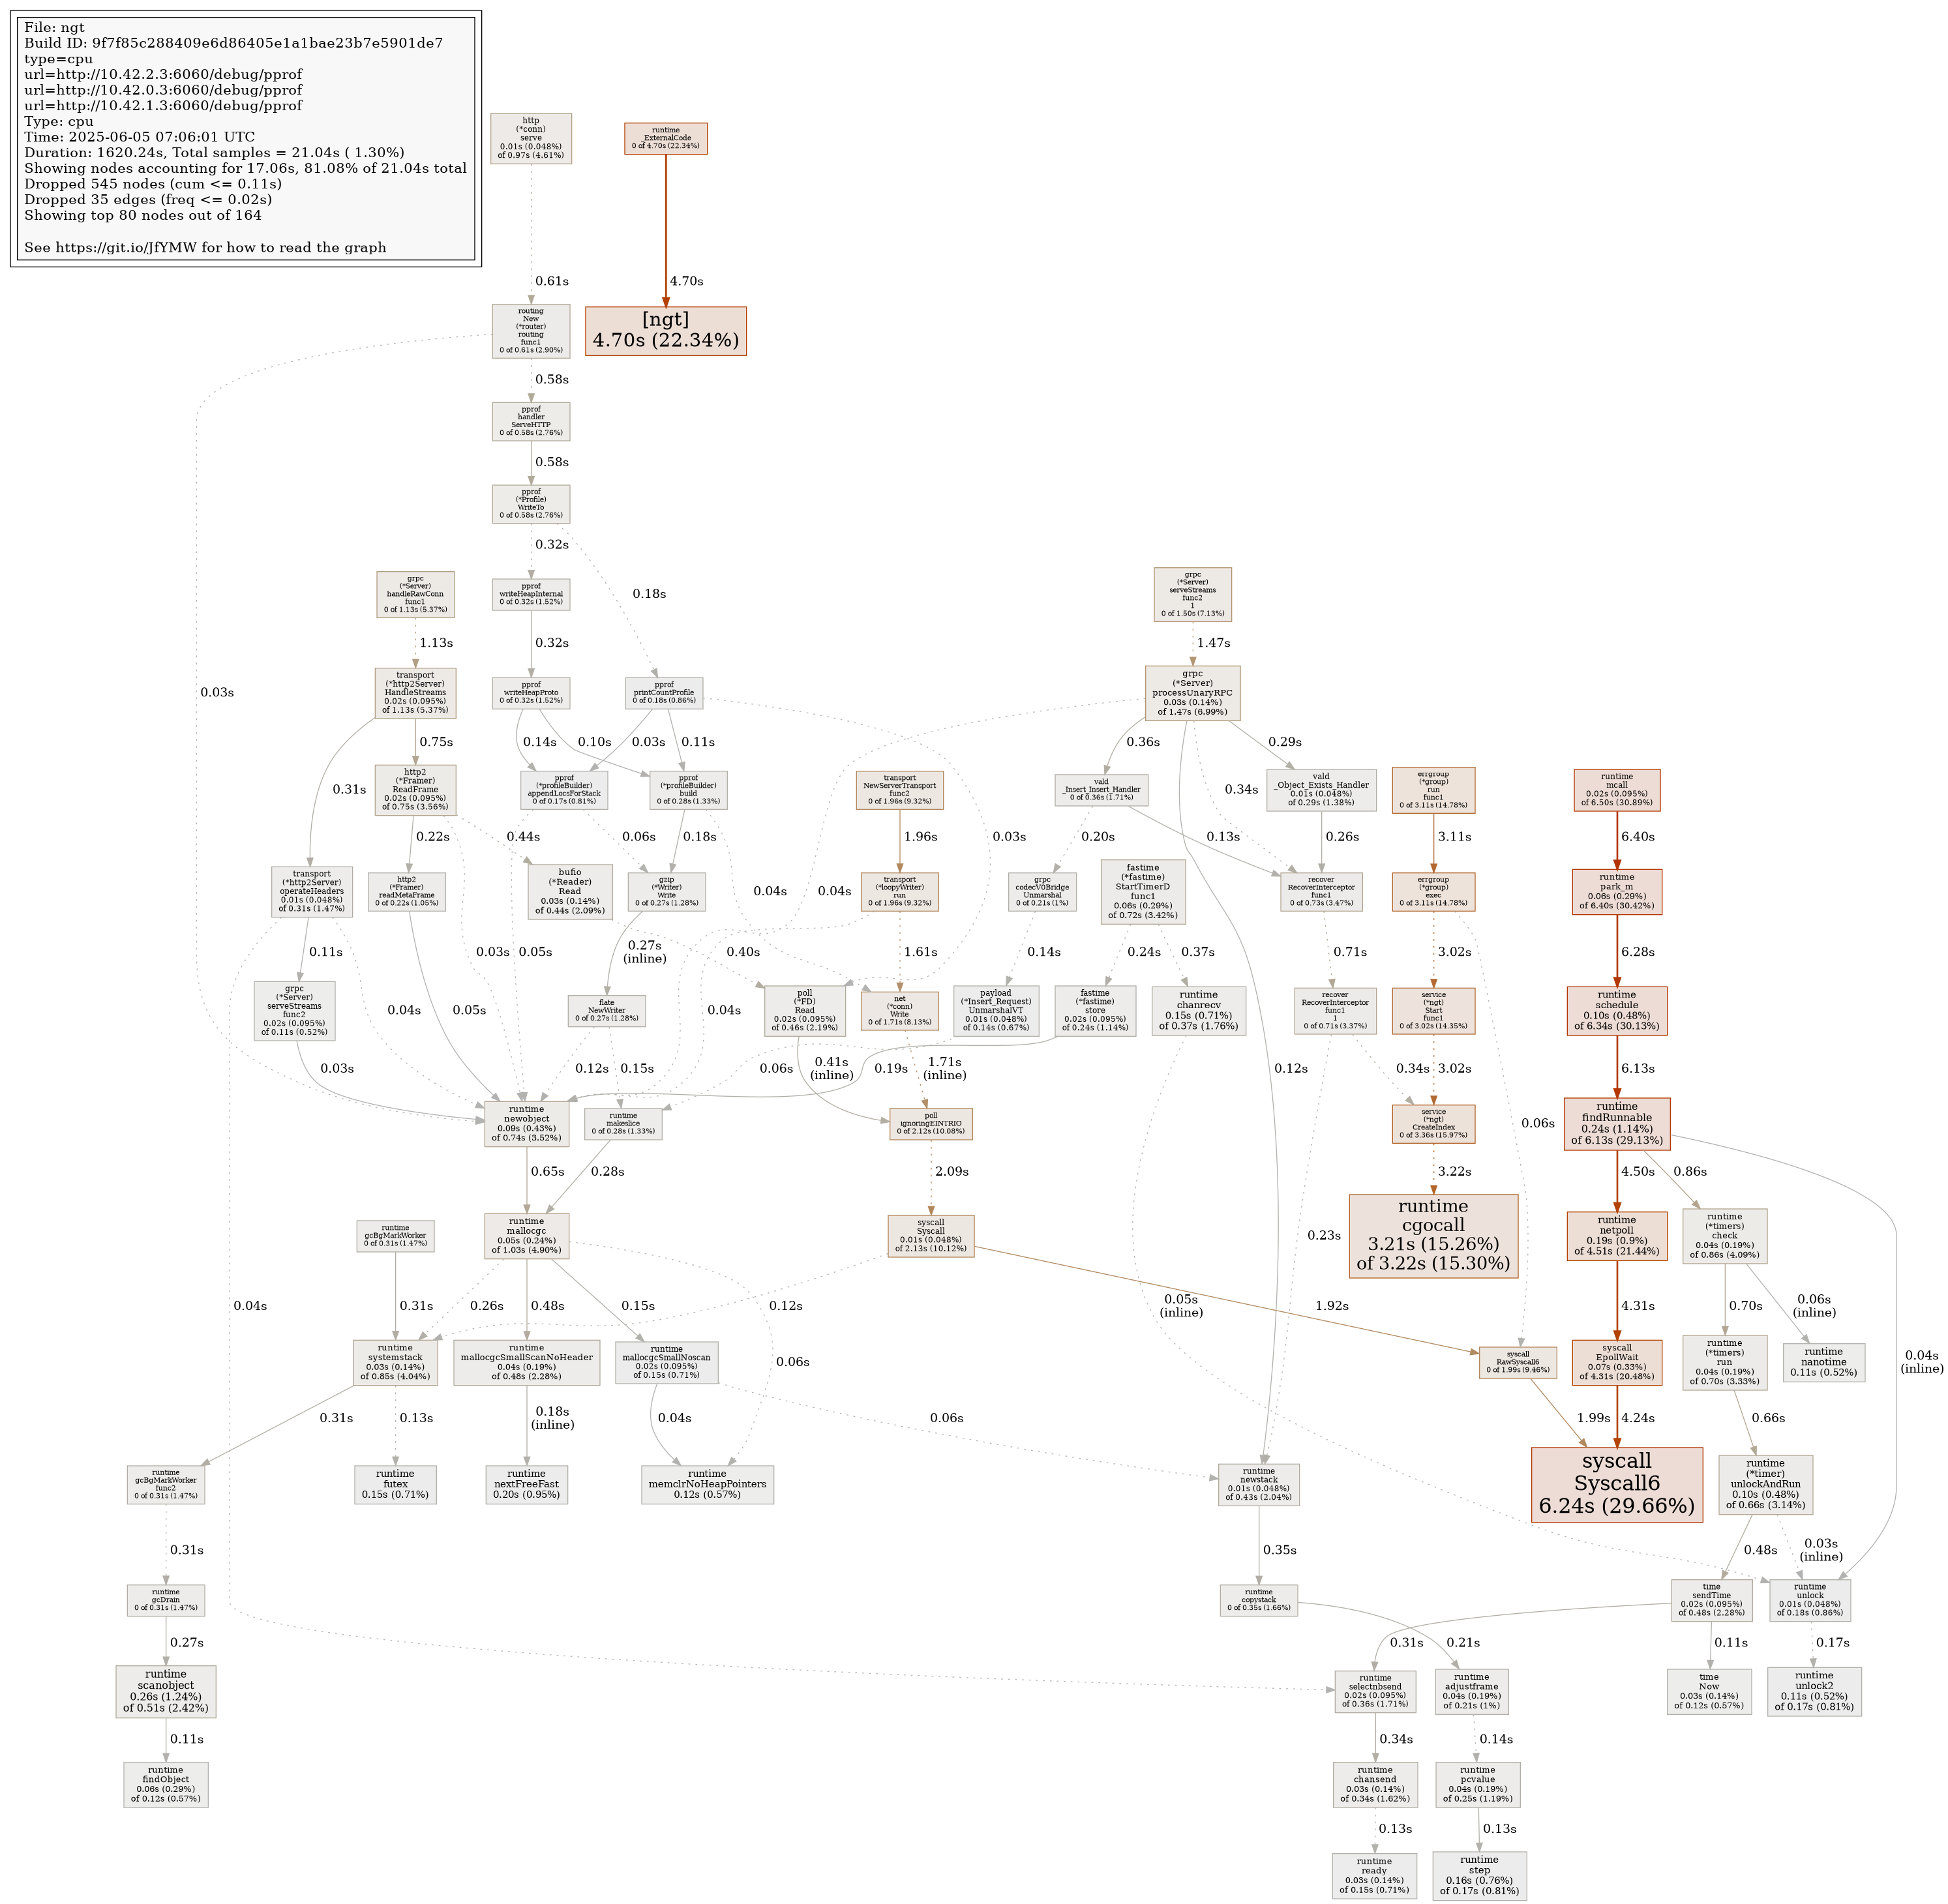 File: ngt
Build ID: 9f7f85c288409e6d86405e1a1bae23b7e5901de7
type=cpu
url=http://10.42.2.3:6060/debug/pprof
url=http://10.42.0.3:6060/debug/pprof
url=http://10.42.1.3:6060/debug/pprof
Type: cpu
Time: 2025-06-05 07:06:01 UTC
Duration: 1620.24s, Total samples = 21.04s ( 1.30%)
Showing nodes accounting for 17.06s, 81.08% of 21.04s total
Dropped 545 nodes (cum <= 0.11s)
Dropped 35 edges (freq <= 0.02s)
Showing top 80 nodes out of 164
See https://git.io/JfYMW for how to read the graph
http
(*conn)
serve
0.01s (0.048%)
of 0.97s (4.61%)
runtime
_ExternalCode
0 of 4.70s (22.34%)
0.61s
4.70s
routing
New
(*router)
routing
func1
0 of 0.61s (2.90%)
[ngt]
4.70s (22.34%)
0.58s
pprof
handler
ServeHTTP
0 of 0.58s (2.76%)
0.58s
pprof
(*Profile)
WriteTo
0 of 0.58s (2.76%)
0.32s
0.18s
grpc
(*Server)
handleRawConn
func1
0 of 1.13s (5.37%)
pprof
writeHeapInternal
0 of 0.32s (1.52%)
grpc
(*Server)
serveStreams
func2
1
0 of 1.50s (7.13%)
1.13s
0.32s
1.47s
0.03s
transport
(*http2Server)
HandleStreams
0.02s (0.095%)
of 1.13s (5.37%)
pprof
writeHeapProto
0 of 0.32s (1.52%)
pprof
printCountProfile
0 of 0.18s (0.86%)
grpc
(*Server)
processUnaryRPC
0.03s (0.14%)
of 1.47s (6.99%)
0.75s
0.14s
0.10s
0.03s
0.11s
0.36s
0.29s
0.31s
http2
(*Framer)
ReadFrame
0.02s (0.095%)
of 0.75s (3.56%)
pprof
(*profileBuilder)
appendLocsForStack
0 of 0.17s (0.81%)
pprof
(*profileBuilder)
build
0 of 0.28s (1.33%)
transport
NewServerTransport
func2
0 of 1.96s (9.32%)
vald
_Insert_Insert_Handler
0 of 0.36s (1.71%)
0.34s
vald
_Object_Exists_Handler
0.01s (0.048%)
of 0.29s (1.38%)
errgroup
(*group)
run
func1
0 of 3.11s (14.78%)
runtime
mcall
0.02s (0.095%)
of 6.50s (30.89%)
0.22s
0.44s
0.06s
0.18s
1.96s
0.03s
0.20s
0.13s
0.26s
3.11s
6.40s
transport
(*http2Server)
operateHeaders
0.01s (0.048%)
of 0.31s (1.47%)
http2
(*Framer)
readMetaFrame
0 of 0.22s (1.05%)
bufio
(*Reader)
Read
0.03s (0.14%)
of 0.44s (2.09%)
gzip
(*Writer)
Write
0 of 0.27s (1.28%)
0.04s
0.04s
transport
(*loopyWriter)
run
0 of 1.96s (9.32%)
grpc
codecV0Bridge
Unmarshal
0 of 0.21s (1%)
fastime
(*fastime)
StartTimerD
func1
0.06s (0.29%)
of 0.72s (3.42%)
recover
RecoverInterceptor
func1
0 of 0.73s (3.47%)
errgroup
(*group)
exec
0 of 3.11s (14.78%)
runtime
park_m
0.06s (0.29%)
of 6.40s (30.42%)
0.11s
0.03s
0.05s
0.27s
(inline)
0.40s
1.61s
0.14s
0.24s
0.37s
0.71s
3.02s
6.28s
grpc
(*Server)
serveStreams
func2
0.02s (0.095%)
of 0.11s (0.52%)
0.04s
0.05s
flate
NewWriter
0 of 0.27s (1.28%)
0.04s
poll
(*FD)
Read
0.02s (0.095%)
of 0.46s (2.19%)
net
(*conn)
Write
0 of 1.71s (8.13%)
payload
(*Insert_Request)
UnmarshalVT
0.01s (0.048%)
of 0.14s (0.67%)
fastime
(*fastime)
store
0.02s (0.095%)
of 0.24s (1.14%)
runtime
chanrecv
0.15s (0.71%)
of 0.37s (1.76%)
recover
RecoverInterceptor
func1
1
0 of 0.71s (3.37%)
service
(*ngt)
Start
func1
0 of 3.02s (14.35%)
runtime
schedule
0.10s (0.48%)
of 6.34s (30.13%)
0.03s
0.12s
0.15s
0.06s
0.41s
(inline)
0.19s
1.71s
(inline)
0.12s
0.34s
3.02s
6.13s
runtime
newobject
0.09s (0.43%)
of 0.74s (3.52%)
runtime
makeslice
0 of 0.28s (1.33%)
poll
ignoringEINTRIO
0 of 2.12s (10.08%)
service
(*ngt)
CreateIndex
0 of 3.36s (15.97%)
0.06s
runtime
findRunnable
0.24s (1.14%)
of 6.13s (29.13%)
0.65s
0.28s
2.09s
3.22s
4.50s
0.86s
runtime
gcBgMarkWorker
0 of 0.31s (1.47%)
runtime
mallocgc
0.05s (0.24%)
of 1.03s (4.90%)
syscall
Syscall
0.01s (0.048%)
of 2.13s (10.12%)
0.23s
runtime
cgocall
3.21s (15.26%)
of 3.22s (15.30%)
runtime
netpoll
0.19s (0.9%)
of 4.51s (21.44%)
runtime
(*timers)
check
0.04s (0.19%)
of 0.86s (4.09%)
0.04s
0.31s
0.26s
0.48s
0.15s
0.12s
0.05s
(inline)
1.92s
4.31s
0.70s
0.06s
(inline)
runtime
systemstack
0.03s (0.14%)
of 0.85s (4.04%)
runtime
mallocgcSmallScanNoHeader
0.04s (0.19%)
of 0.48s (2.28%)
runtime
mallocgcSmallNoscan
0.02s (0.095%)
of 0.15s (0.71%)
0.06s
syscall
RawSyscall6
0 of 1.99s (9.46%)
syscall
EpollWait
0.07s (0.33%)
of 4.31s (20.48%)
runtime
(*timers)
run
0.04s (0.19%)
of 0.70s (3.33%)
runtime
nanotime
0.11s (0.52%)
0.04s
(inline)
0.31s
0.13s
0.18s
(inline)
0.04s
0.06s
1.99s
4.24s
0.66s
runtime
gcBgMarkWorker
func2
0 of 0.31s (1.47%)
runtime
futex
0.15s (0.71%)
runtime
nextFreeFast
0.20s (0.95%)
runtime
memclrNoHeapPointers
0.12s (0.57%)
runtime
newstack
0.01s (0.048%)
of 0.43s (2.04%)
syscall
Syscall6
6.24s (29.66%)
runtime
(*timer)
unlockAndRun
0.10s (0.48%)
of 0.66s (3.14%)
0.31s
0.35s
0.48s
0.03s
(inline)
runtime
gcDrain
0 of 0.31s (1.47%)
runtime
copystack
0 of 0.35s (1.66%)
time
sendTime
0.02s (0.095%)
of 0.48s (2.28%)
runtime
unlock
0.01s (0.048%)
of 0.18s (0.86%)
0.27s
0.31s
0.21s
0.11s
0.17s
runtime
scanobject
0.26s (1.24%)
of 0.51s (2.42%)
runtime
selectnbsend
0.02s (0.095%)
of 0.36s (1.71%)
runtime
adjustframe
0.04s (0.19%)
of 0.21s (1%)
time
Now
0.03s (0.14%)
of 0.12s (0.57%)
runtime
unlock2
0.11s (0.52%)
of 0.17s (0.81%)
0.11s
0.34s
0.14s
runtime
findObject
0.06s (0.29%)
of 0.12s (0.57%)
runtime
chansend
0.03s (0.14%)
of 0.34s (1.62%)
runtime
pcvalue
0.04s (0.19%)
of 0.25s (1.19%)
0.13s
0.13s
runtime
ready
0.03s (0.14%)
of 0.15s (0.71%)
runtime
step
0.16s (0.76%)
of 0.17s (0.81%)